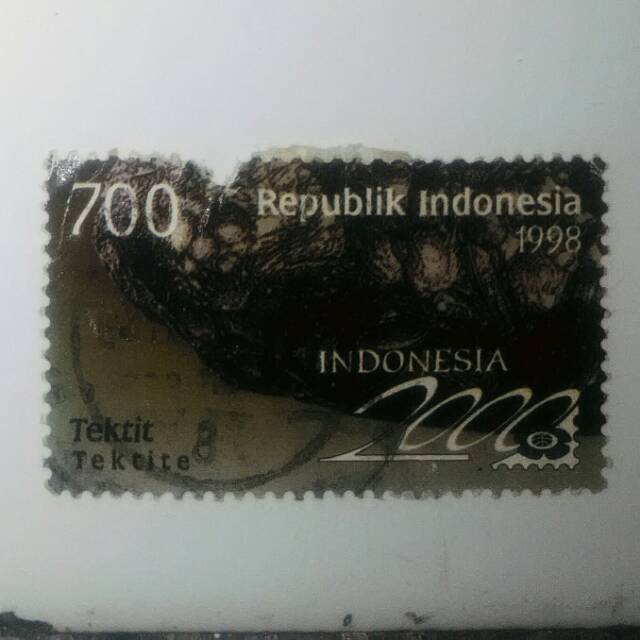 700
Republik Indonesia
1998
INDONESIA
2000
Tektit
Tektite